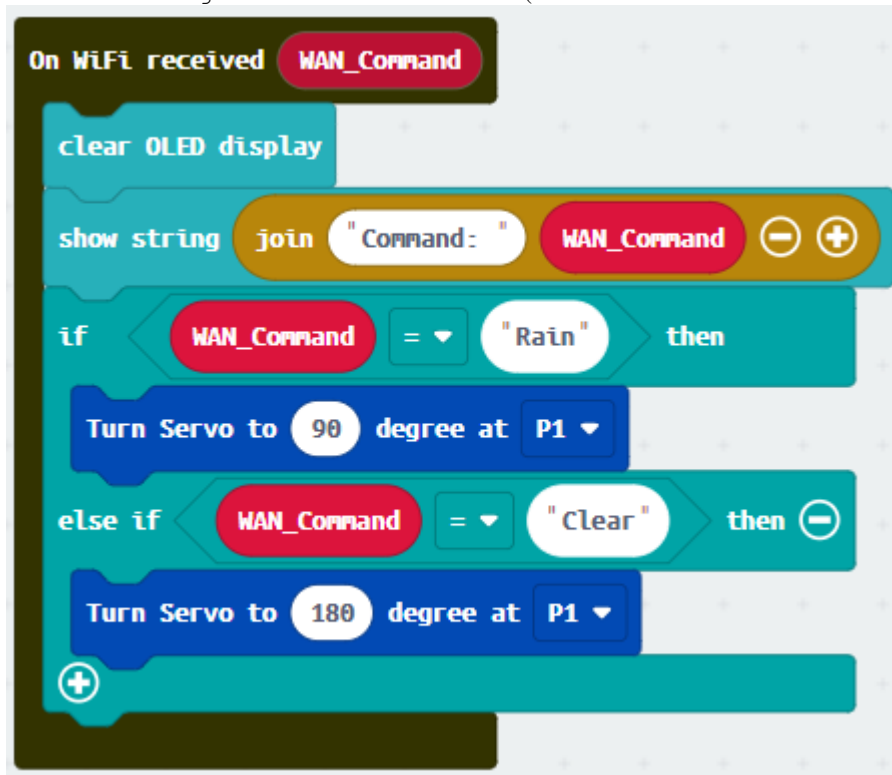 On WiFi received WAN_Command
clear OLED display
show string join "Command: " WAN_Command
if WAN_Command = "Rain" then
Turn Servo to 90 degree at P1
else if WAN_Command = "Clear" then
Turn Servo to 180 degree at P1